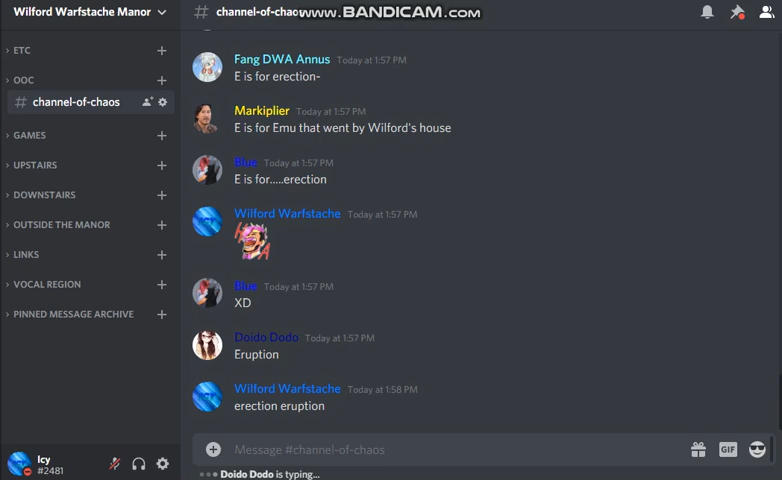 Wilford Warfstache Manor
# channel-of-chaos
www.BANDICAM.com
ETC
OOC
# channel-of-chaos
GAMES
UPSTAIRS
DOWNSTAIRS
OUTSIDE THE MANOR
LINKS
VOCAL REGION
PINNED MESSAGE ARCHIVE
Icy
#2481
Fang DWA Annus Today at 1:57 PM
E is for erection-
Markiplier Today at 1:57 PM
E is for Emu that went by Wilford's house
Blue Today at 1:57 PM
E is for.....erection
Wilford Warfstache Today at 1:57 PM
Blue Today at 1:57 PM
XD
Doido Dodo Today at 1:57 PM
Eruption
Wilford Warfstache Today at 1:58 PM
erection eruption
Message #channel-of-chaos
GIF
Doido Dodo is typing...